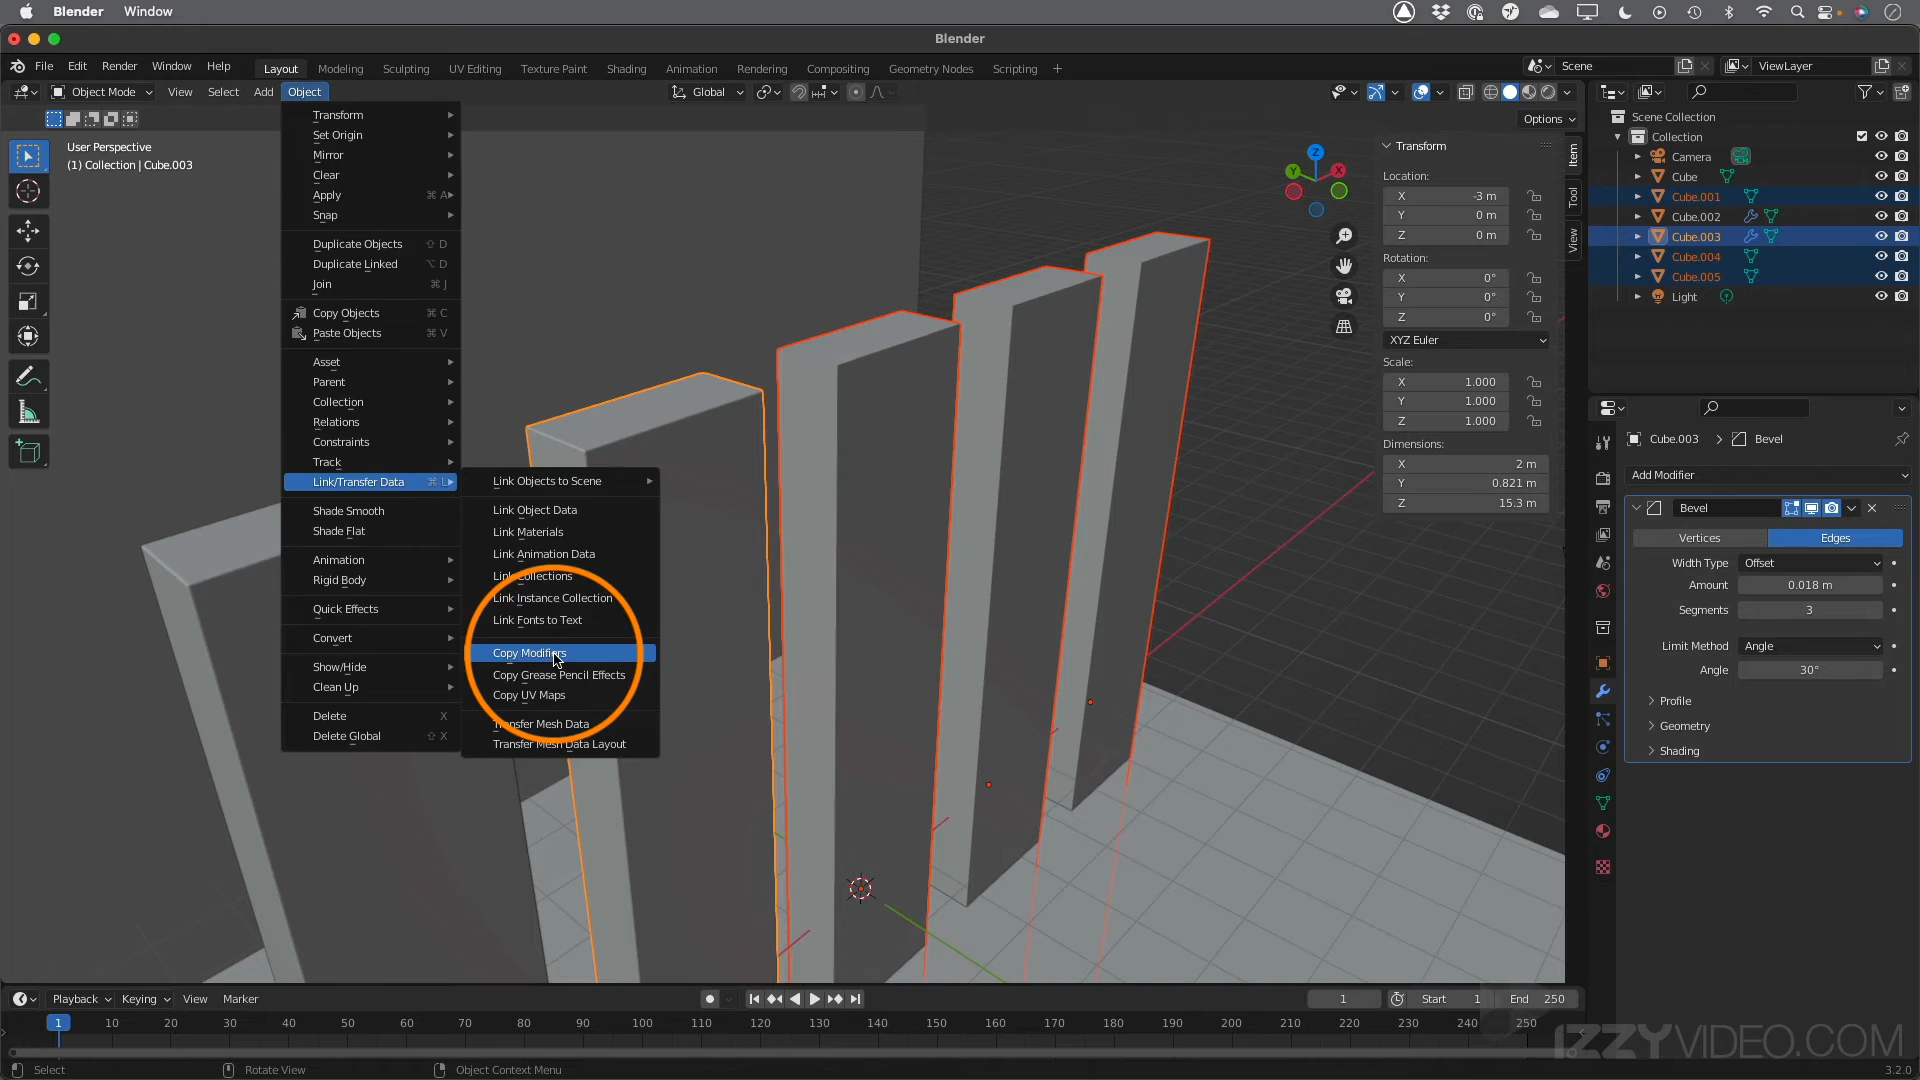 Blender Window
Blender
File Edit Render Window Help Layout Modeling Sculpting UV Editing Texture Paint Shading Animation Rendering Compositing Geometry Nodes Scripting + Scene ViewLayer
Object Mode View Select Add Object Global
Options
User Perspective
(1) Collection | Cube.003
Transform
Set Origin
Mirror
Clear
Apply ⌘ A
Snap
Duplicate Objects ⇧ D
Duplicate Linked ⌥ D
Join ⌘ J
Copy Objects ⌘ C
Paste Objects ⌘ V
Asset
Parent
Collection
Relations
Constraints
Track
Link/Transfer Data ⌘ L
Shade Smooth
Shade Flat
Animation
Rigid Body
Quick Effects
Convert
Show/Hide
Clean Up
Delete X
Delete Global ⇧ X
Link Objects to Scene
Link Object Data
Link Materials
Link Animation Data
Link Collections
Link Instance Collection
Link Fonts to Text
Copy Modifiers
Copy Grease Pencil Effects
Copy UV Maps
Transfer Mesh Data
Transfer Mesh Data Layout
Z
Y X
Transform
Location:
X -3 m
Y 0 m
Z 0 m
Rotation:
X 0°
Y 0°
Z 0°
XYZ Euler
Scale:
X 1.000
Y 1.000
Z 1.000
Dimensions:
X 2 m
Y 0.821 m
Z 15.3 m
Item
Tool
View
Scene Collection
Collection
Camera
Cube
Cube.001
Cube.002
Cube.003
Cube.004
Cube.005
Light
Cube.003 > Bevel
Add Modifier
Bevel
Vertices Edges
Width Type Offset
Amount 0.018 m
Segments 3
Limit Method Angle
Angle 30°
Profile
Geometry
Shading
Playback Keying View Marker 1 Start 1 End 250
1 10 20 30 40 50 60 70 80 90 100 110 120 130 140 150 160 170 180 190 200 210 220 230 240 250
IZZYVIDEO.COM
Select Rotate View Object Context Menu 3.2.0